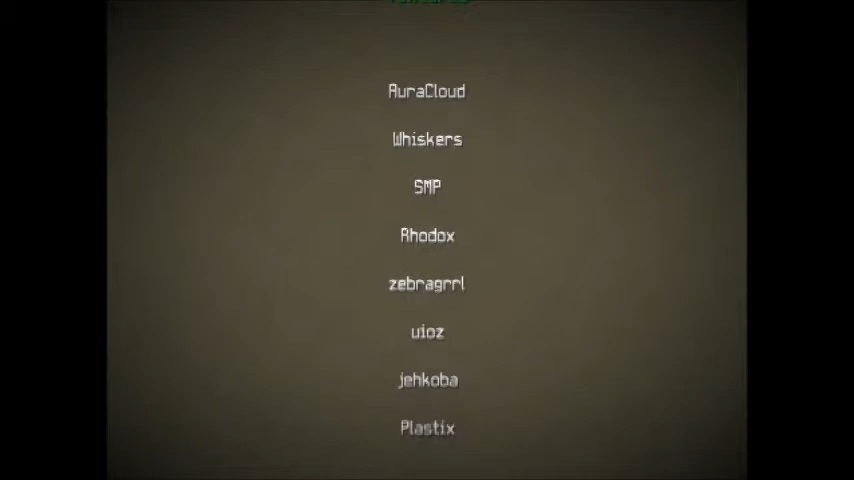 AuraCloud
Whiskers
SMP
Rhodox
zebragrrl
uioz
jehkoba
Plastix